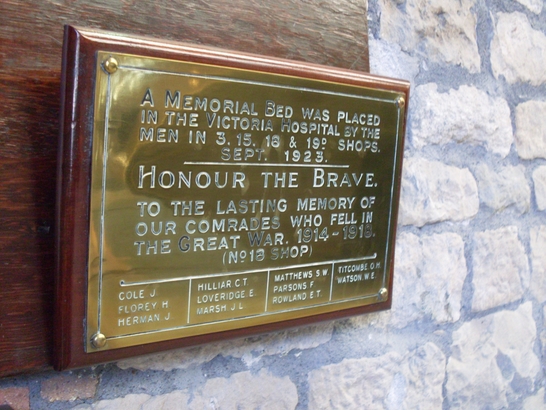 A MEMORIAL BED WAS PLACED
IN THE VICTORIA HOSPITAL BY THE
MEN IN 3. 15. 18 & 19D SHOPS.
SEPT. 1923.
HONOUR THE BRAVE.
TO THE LASTING MEMORY OF
OUR COMRADES WHO FELL IN
THE GREAT WAR. 1914-1918.
(No 18 SHOP)
COLE J.
FLOREY H
HERMAN J.
HILLIAR C.T.
LOVERIDGE. E.
MARSH. J.L
MATTHEWS S W
PARSONS F
ROWLAND E T.
TITCOMBE O H
WATSON. W. E.